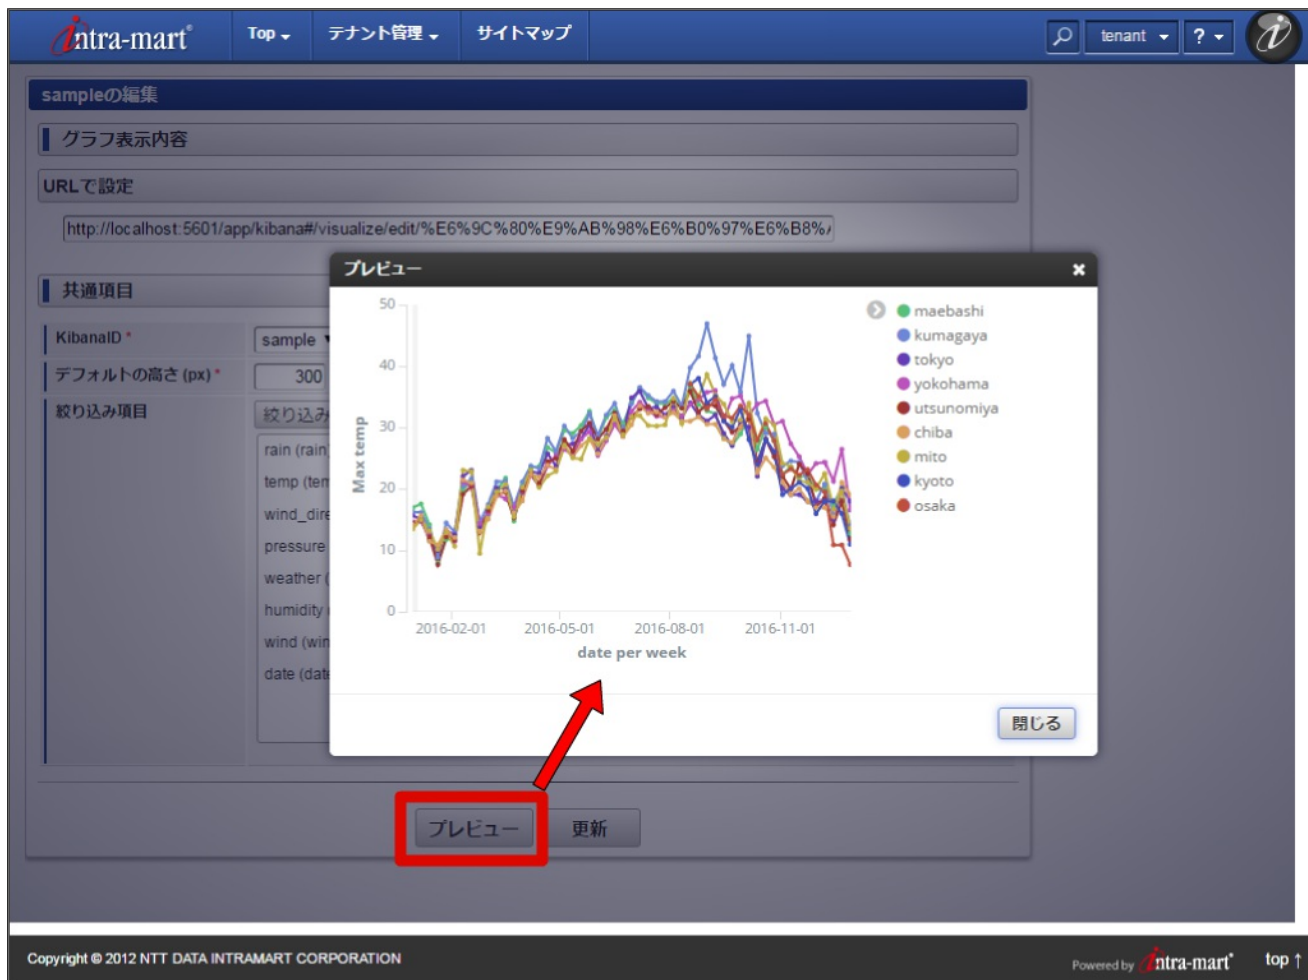 intra-mart
Top
テナント管理
サイトマップ
tenant
?
sampleの編集
グラフ表示内容
URLで設定
http://localhost:5601/app/kibana#/visualize/edit/%E6%9C%80%E9%AB%98%E6%B0%97%E6%B8%
共通項目
KibanaID *
sample
デフォルトの高さ (px) *
300
絞り込み項目
絞り込み
rain (rain
temp (tem
wind_dire
pressure
weather (
humidity
wind (win
date (date
プレビュー
50
40
30
20
10
0
Max temp
2016-02-01
2016-05-01
2016-08-01
2016-11-01
date per week
maebashi
kumagaya
tokyo
yokohama
utsunomiya
chiba
mito
kyoto
osaka
閉じる
プレビュー
更新
Copyright © 2012 NTT DATA INTRAMART CORPORATION
Powered by intra-mart
top ↑